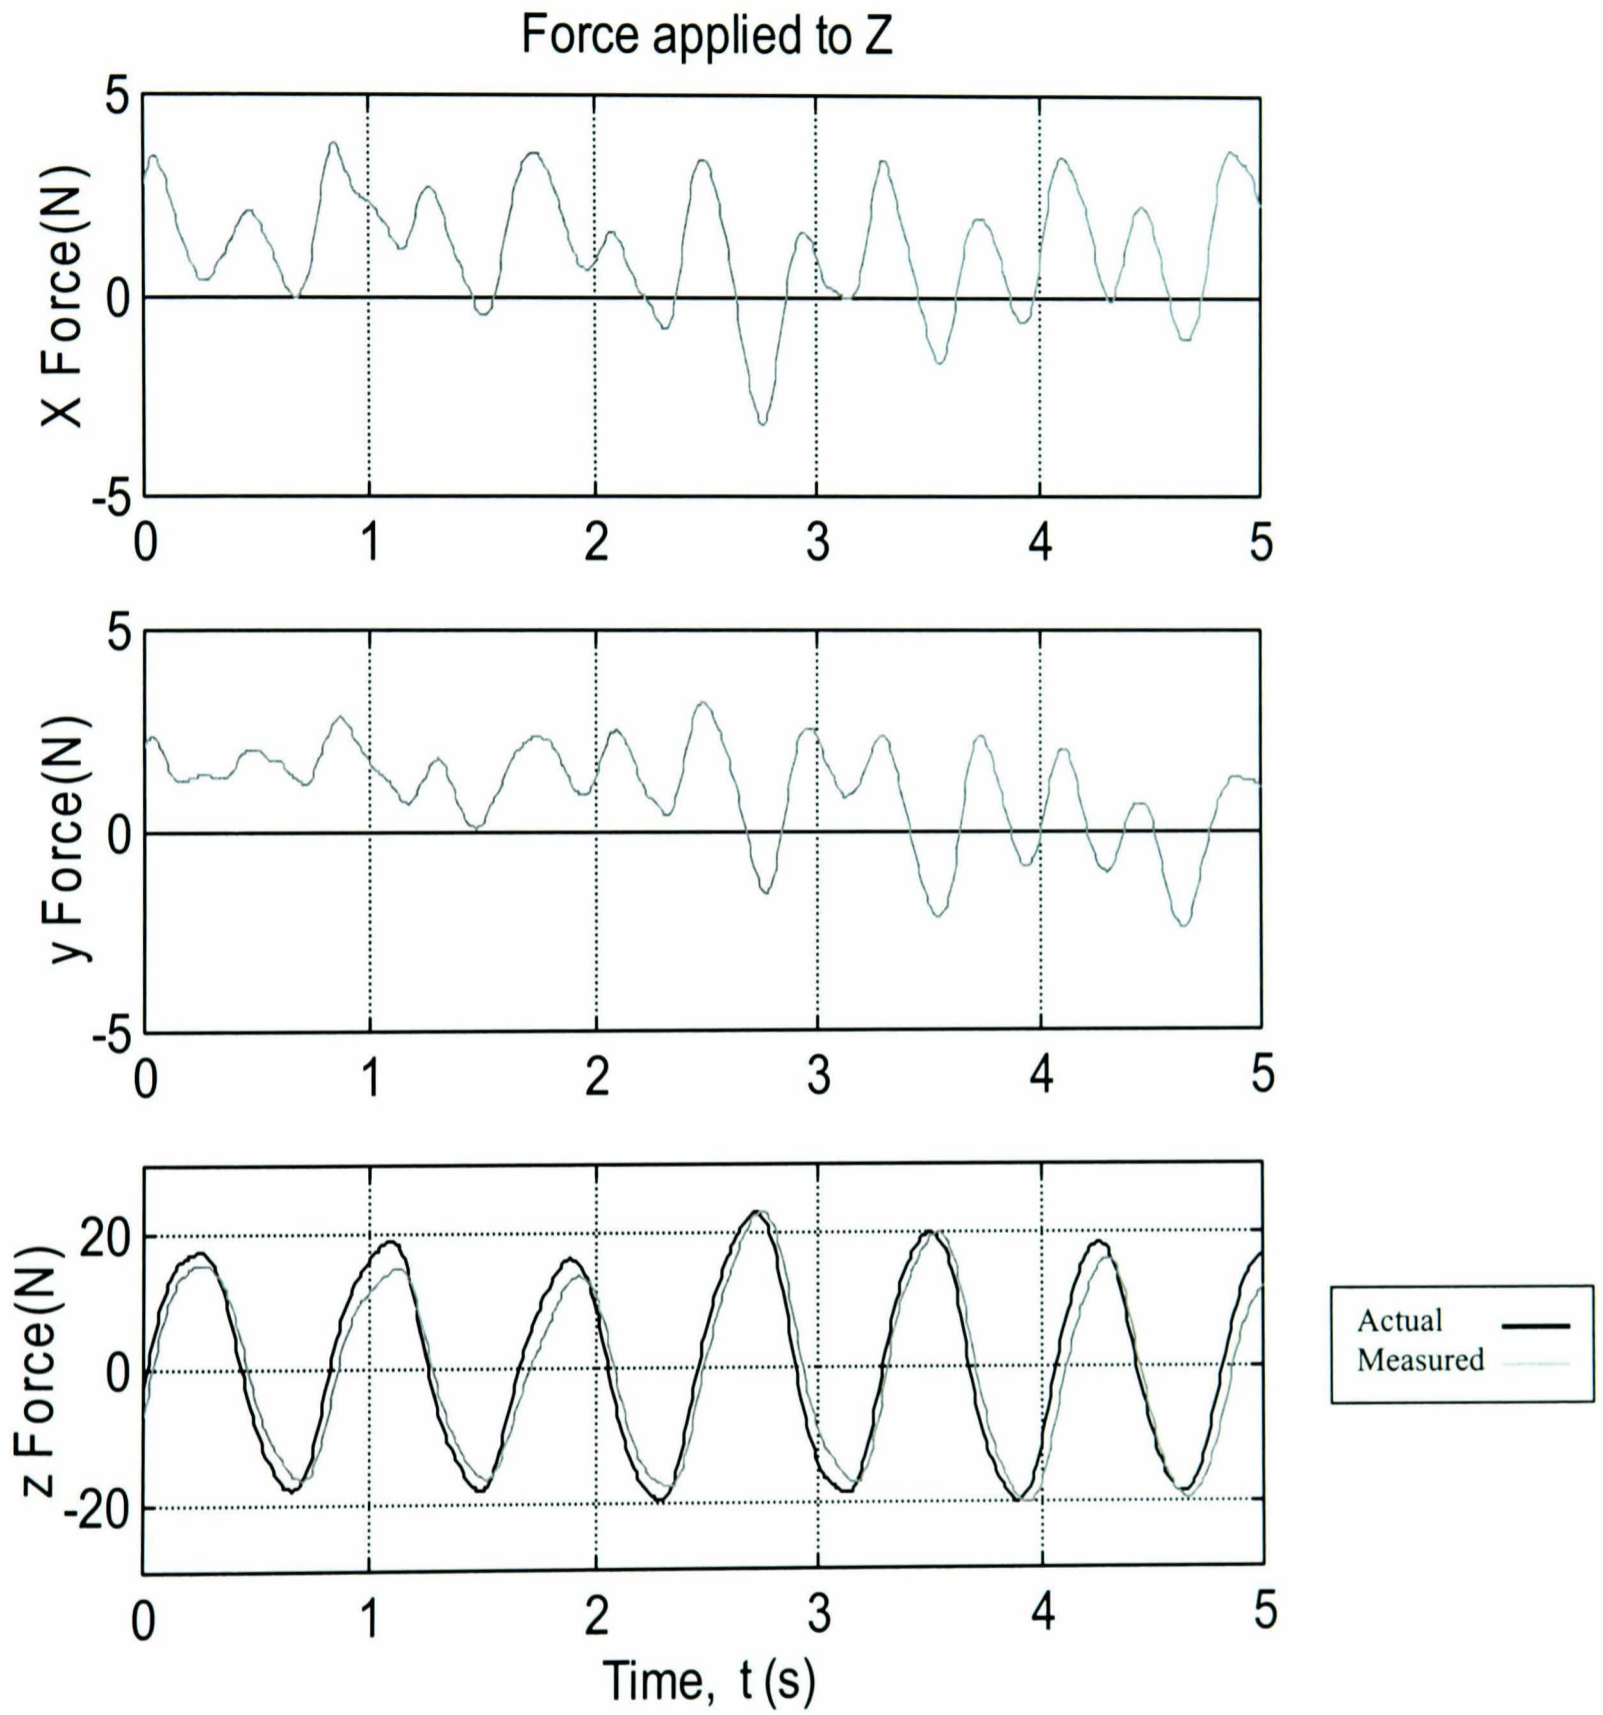 Force applied to Z
5
0
-5
X Force(N)
0 1 2 3 4 5
5
0
-5
y Force(N)
0 1 2 3 4 5
20
0
-20
z Force(N)
0 1 2 3 4 5
Time, t (s)
Actual
Measured